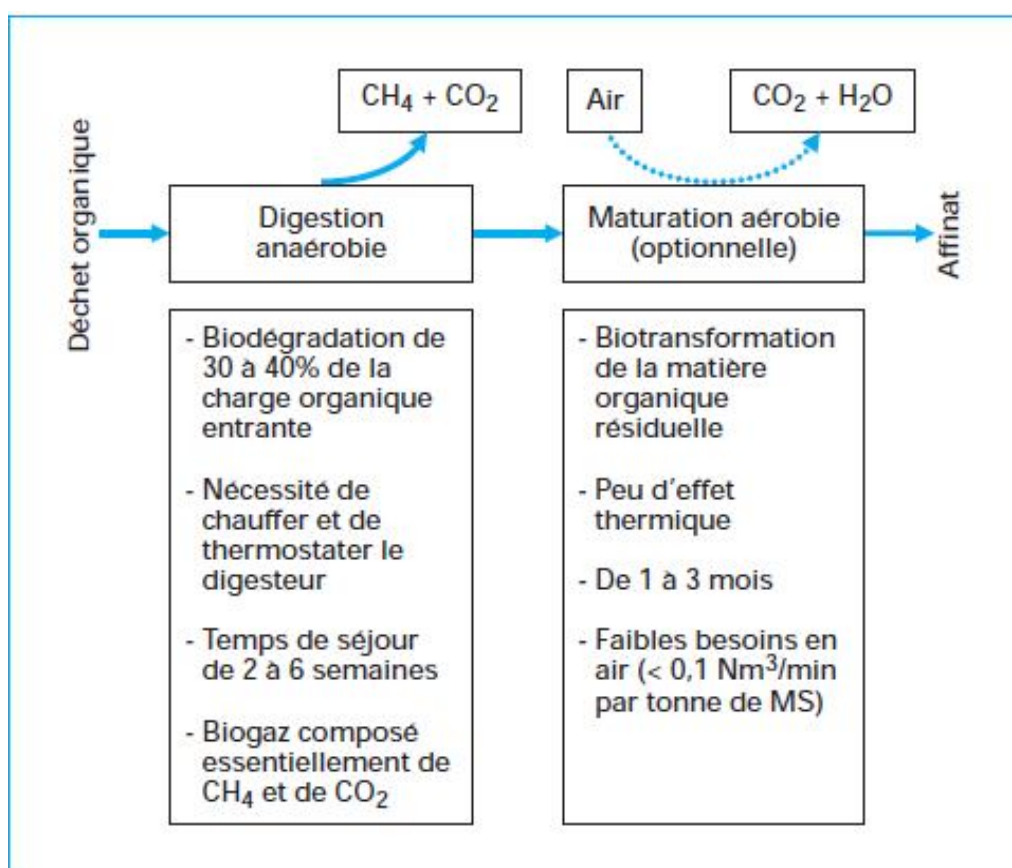 CH4 + CO2
Air
CO2 + H2O
Déchet organique
Digestion
anaérobie
Maturation aérobie
(optionnelle)
Affinat
- Biodégradation de
30 à 40% de la
charge organique
entrante
- Nécessité de
chauffer et de
thermostater le
digesteur
- Temps de séjour
de 2 à 6 semaines
- Biogaz composé
essentiellement de
CH4 et de CO2
- Biotransformation
de la matière
organique
résiduelle
- Peu d'effet
thermique
- De 1 à 3 mois
- Faibles besoins en
air (< 0,1 Nm3/min
par tonne de MS)